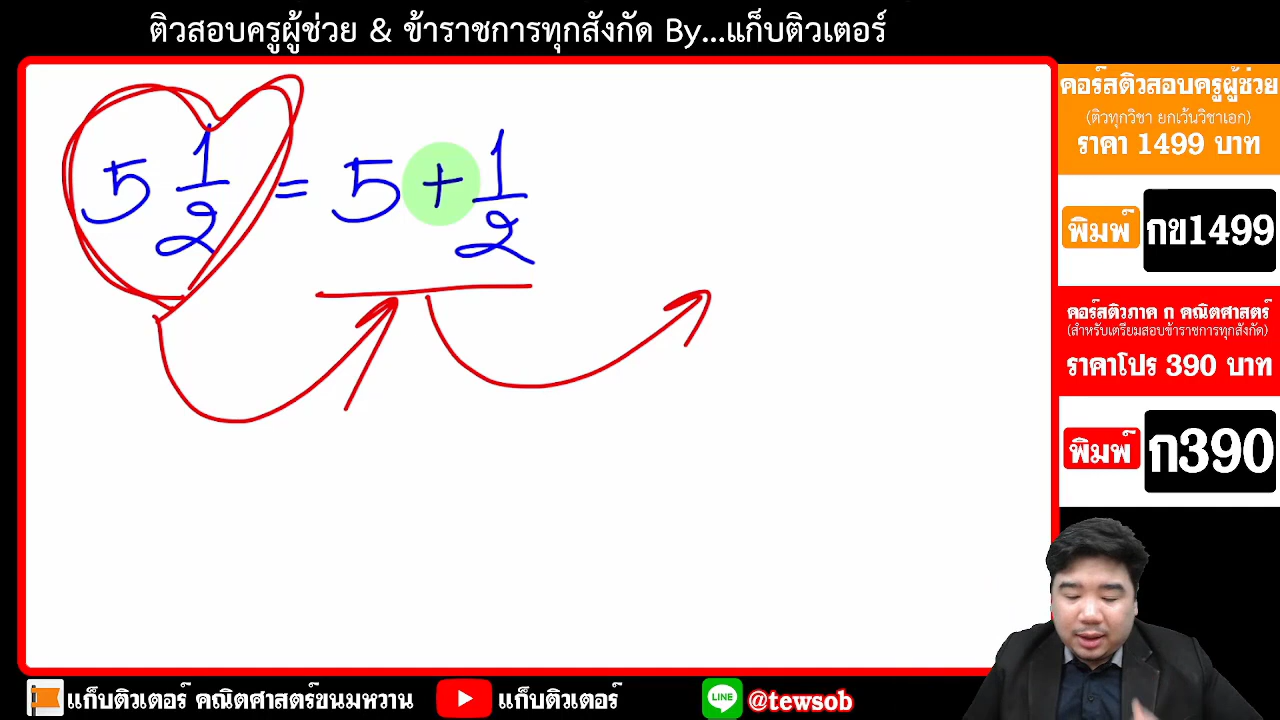 ติวสอบครูผู้ช่วย & ข้าราชการทุกสังกัด By...แก็บติวเตอร์
5 1/2 = 5 + 1/2
คอร์สติวสอบครูผู้ช่วย
(ติวทุกวิชา ยกเว้นวิชาเอก)
ราคา 1499 บาท
พิมพ์ กข1499
คอร์สติวภาค ก คณิตศาสตร์
(สำหรับเตรียมสอบข้าราชการทุกสังกัด)
ราคาโปร 390 บาท
พิมพ์ ก390
แก็บติวเตอร์ คณิตศาสตร์ขนมหวาน แก็บติวเตอร์ LINE @tewsob